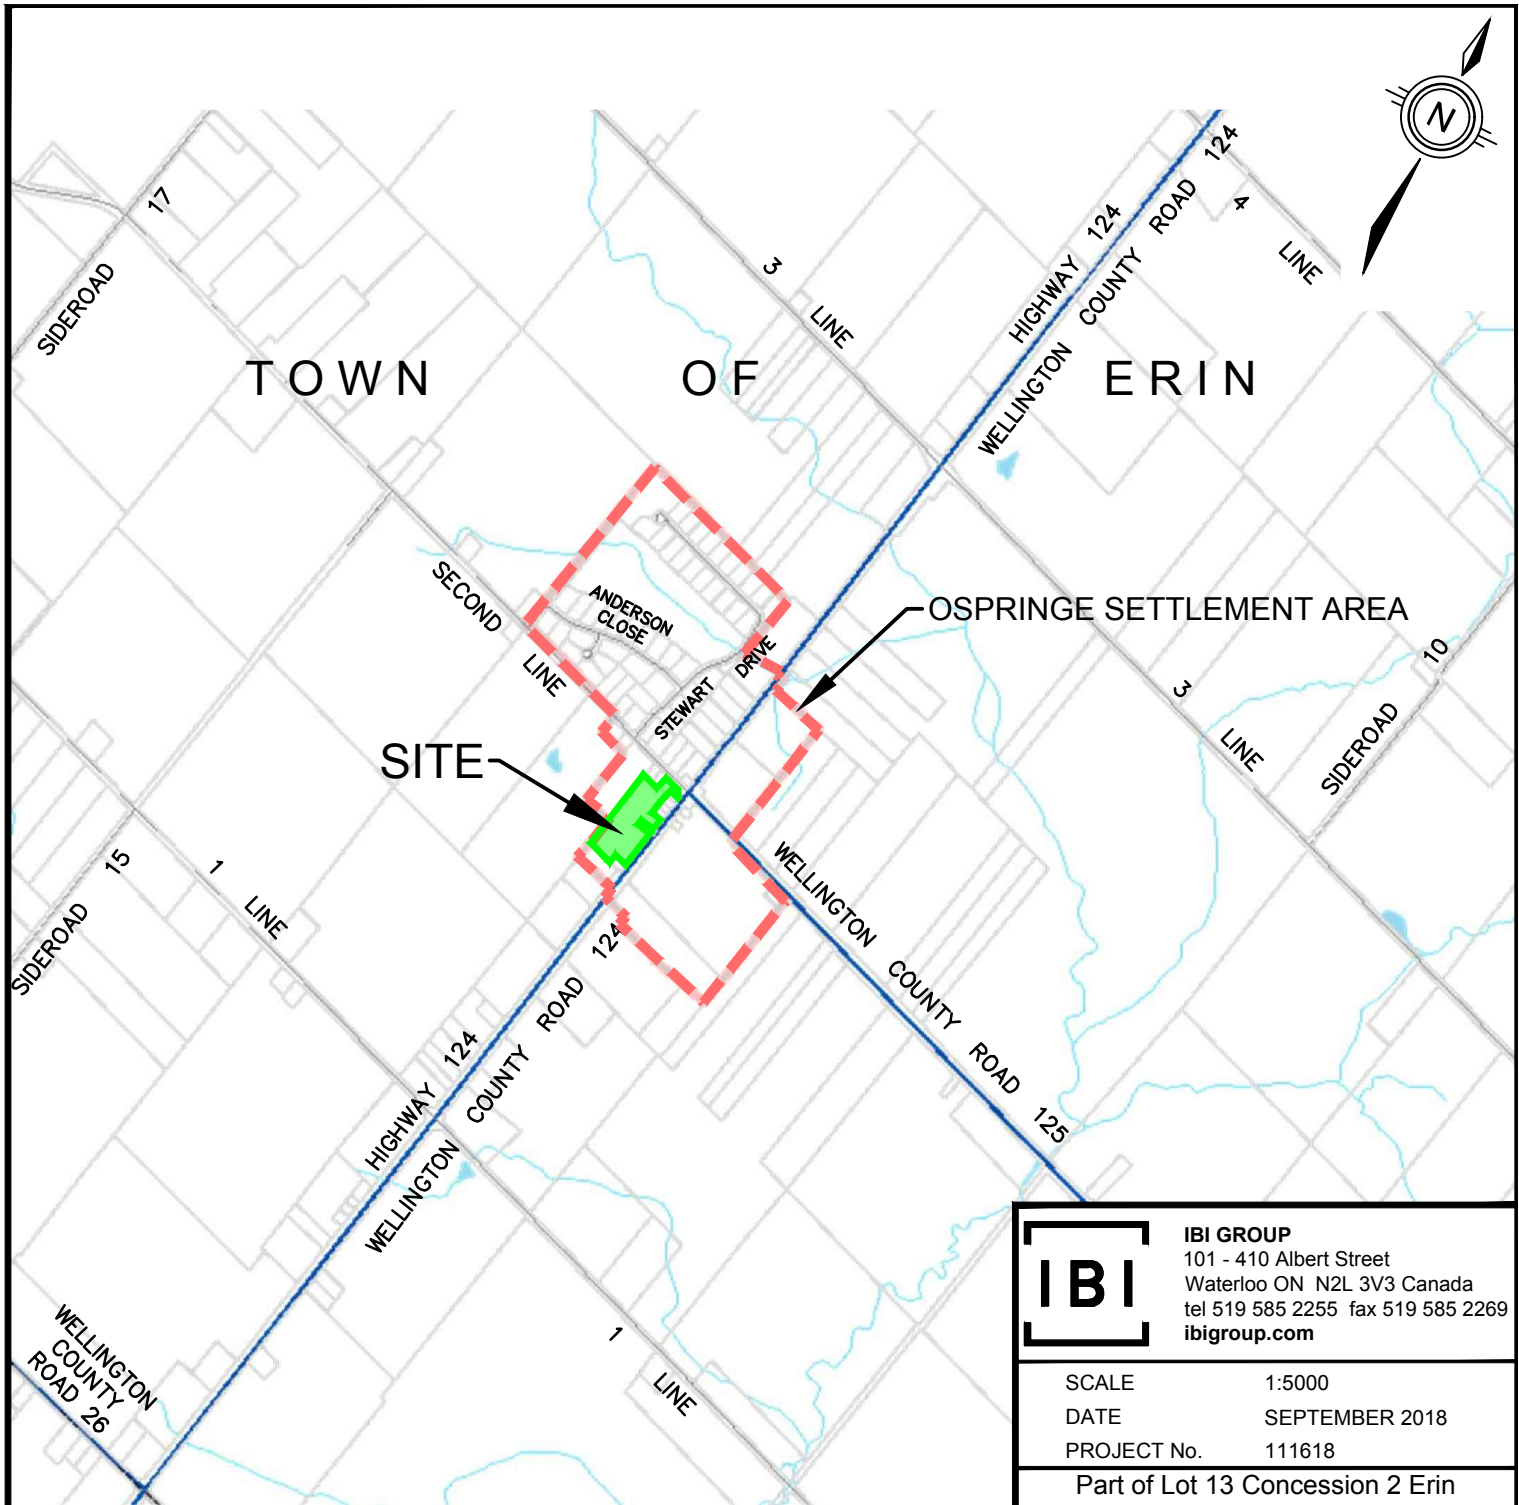 N
17
SIDEROAD
3
LINE
HIGHWAY 124
WELLINGTON COUNTY ROAD 124
4
LINE
TOWN OF ERIN
SECOND
LINE
ANDERSON
CLOSE
STEWART DRIVE
OSPRINGE SETTLEMENT AREA
SITE
3
LINE
10
SIDEROAD
15
SIDEROAD
1
LINE
WELLINGTON COUNTY ROAD 125
HIGHWAY 124
WELLINGTON COUNTY ROAD 124
1
LINE
WELLINGTON
COUNTY
ROAD 26
IBI
IBI GROUP
101 - 410 Albert Street
Waterloo ON N2L 3V3 Canada
tel 519 585 2255 fax 519 585 2269
ibigroup.com
SCALE 1:5000
DATE SEPTEMBER 2018
PROJECT No. 111618
Part of Lot 13 Concession 2 Erin